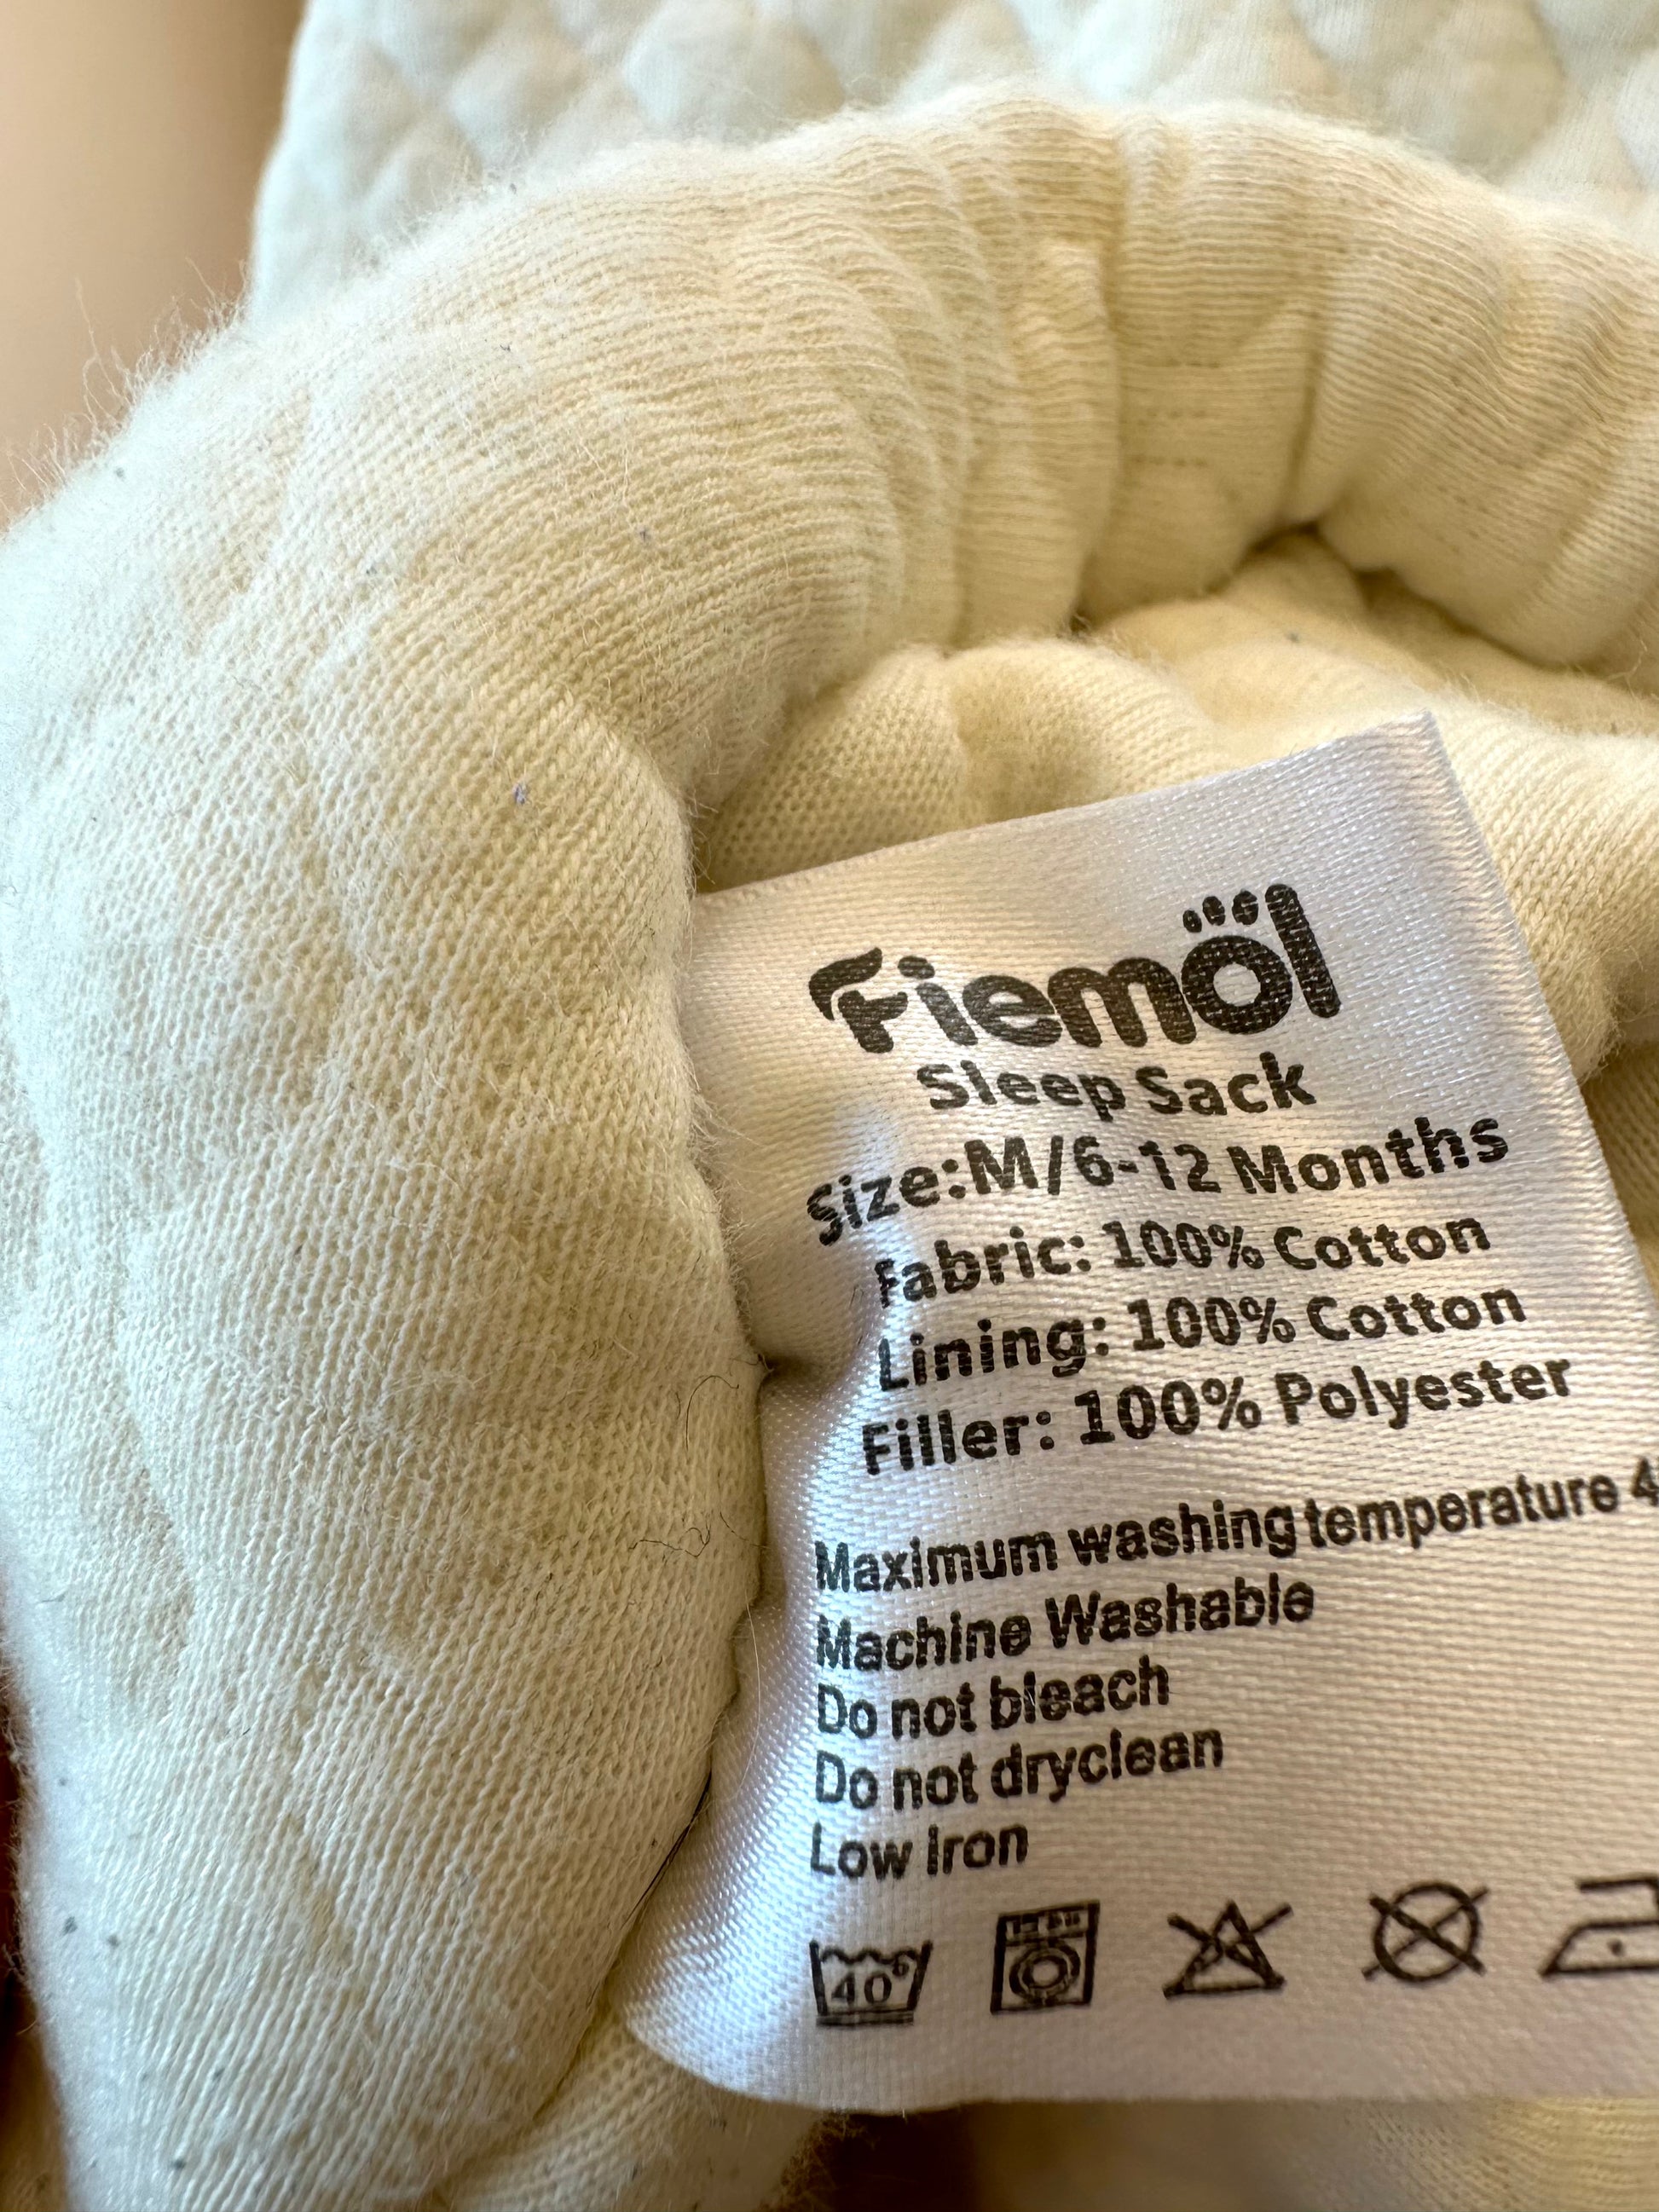 Fiemöl
Sleep Sack
Size:M/6-12 Months
Fabric: 100% Cotton
Lining: 100% Cotton
Filler: 100% Polyester
Maximum washing temperature 4
Machine Washable
Do not bleach
Do not dryclean
Low iron
40°